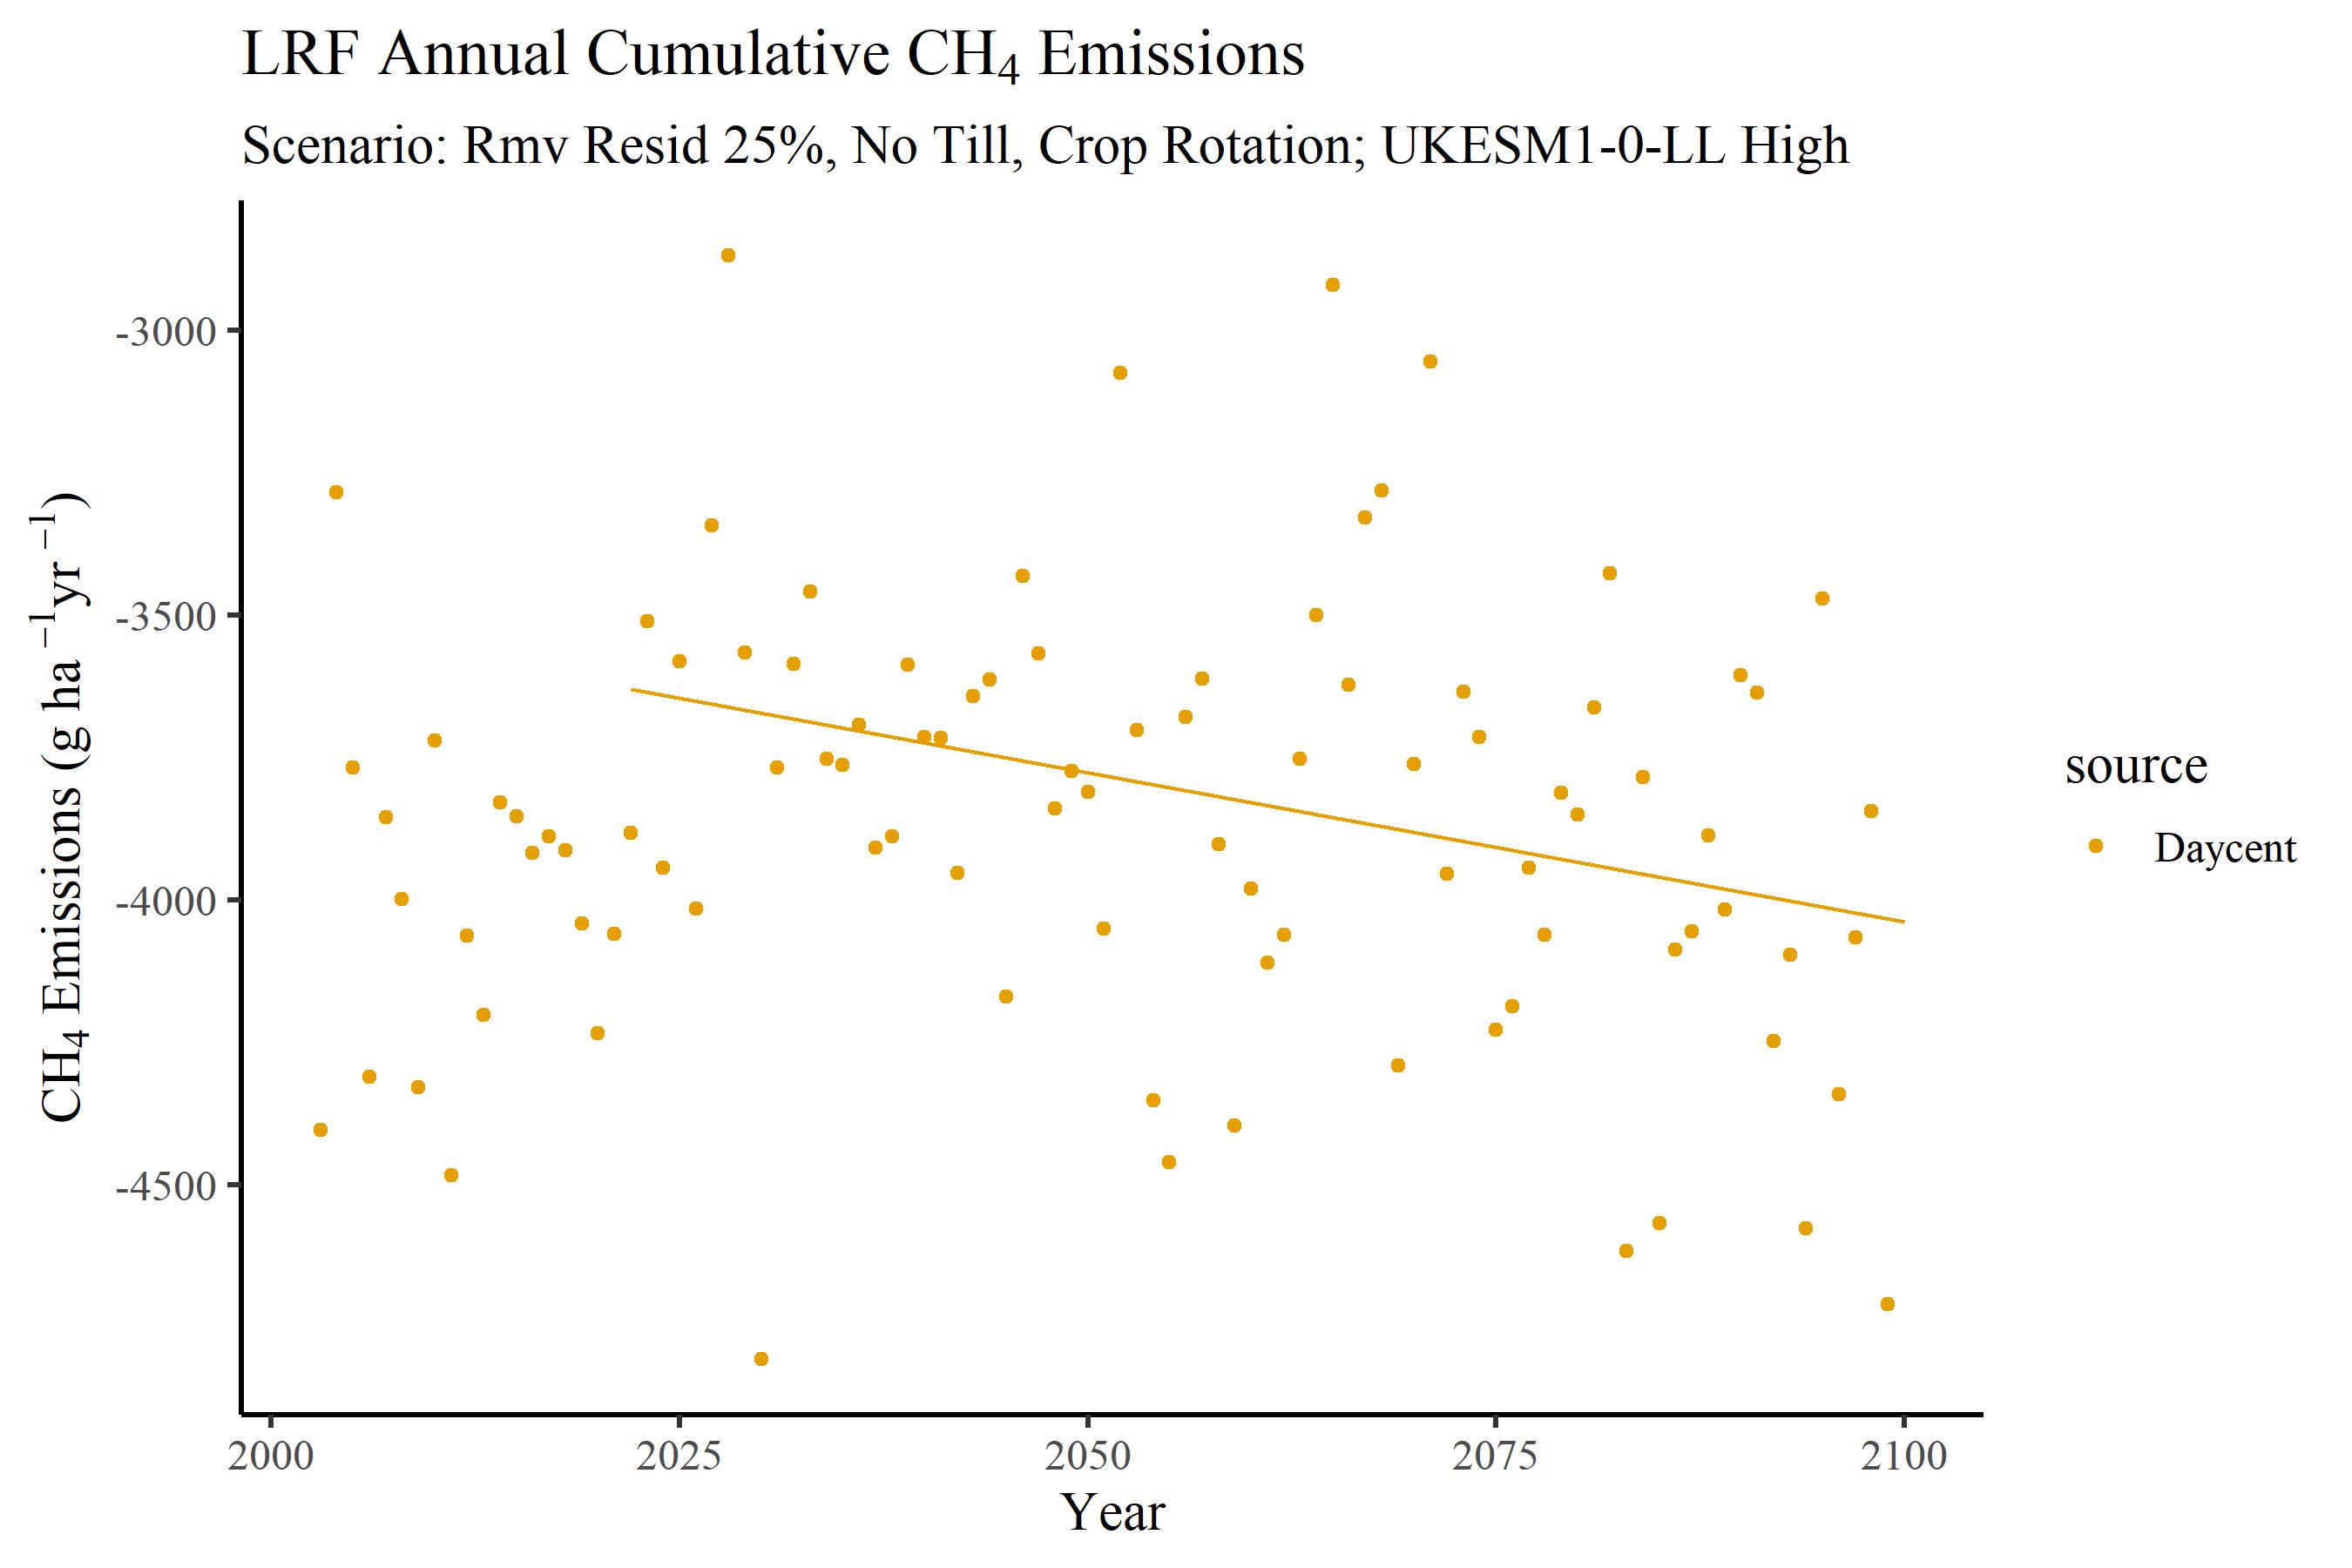 LRF Annual Cumulative CH₄ Emissions
Scenario: Rmv Resid 25%, No Till, Crop Rotation; UKESM1-0-LL High
CH₄ Emissions (g ha ⁻¹yr ⁻¹)
-3000
-3500
-4000
-4500
2000 2025 2050 2075 2100
Year
source
Daycent